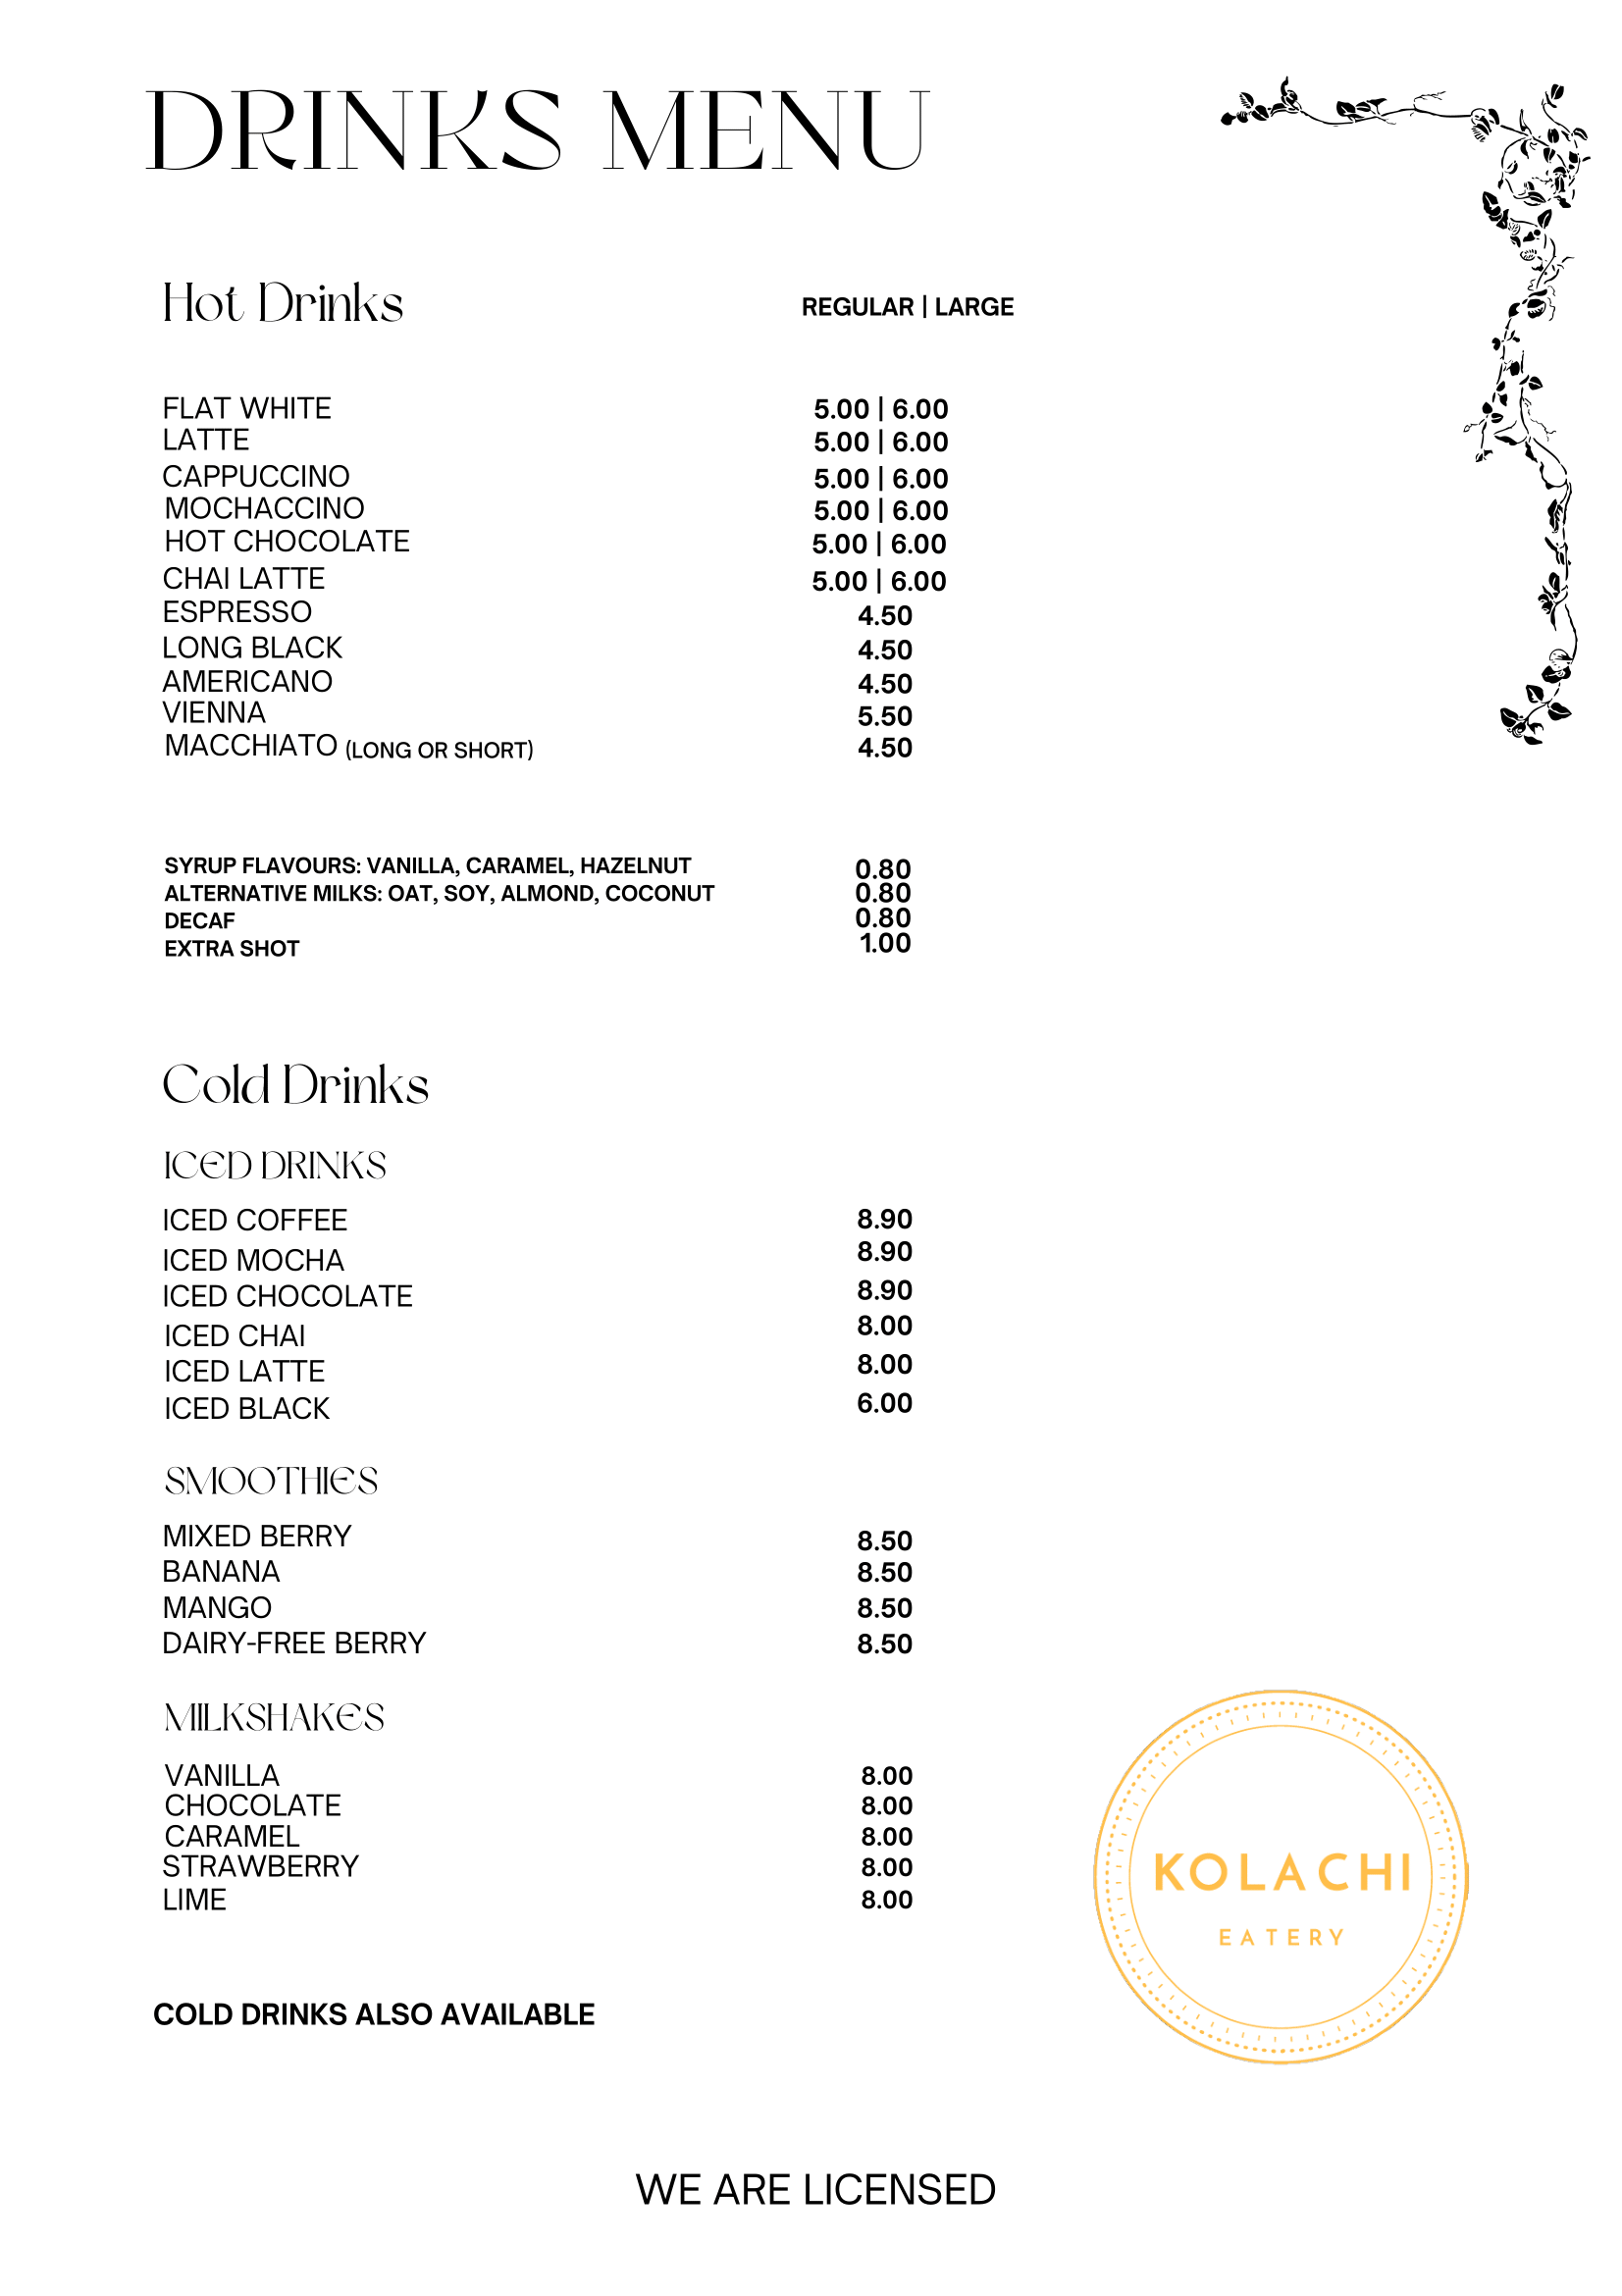 DRINKS MENU
Hot Drinks REGULAR | LARGE
FLAT WHITE 5.00 | 6.00
LATTE 5.00 | 6.00
CAPPUCCINO 5.00 | 6.00
MOCHACCINO 5.00 | 6.00
HOT CHOCOLATE 5.00 | 6.00
CHAI LATTE 5.00 | 6.00
ESPRESSO 4.50
LONG BLACK 4.50
AMERICANO 4.50
VIENNA 5.50
MACCHIATO (LONG OR SHORT) 4.50
SYRUP FLAVOURS: VANILLA, CARAMEL, HAZELNUT 0.80
ALTERNATIVE MILKS: OAT, SOY, ALMOND, COCONUT 0.80
DECAF 0.80
EXTRA SHOT 1.00
Cold Drinks
ICED DRINKS
ICED COFFEE 8.90
ICED MOCHA 8.90
ICED CHOCOLATE 8.90
ICED CHAI 8.00
ICED LATTE 8.00
ICED BLACK 6.00
SMOOTHIES
MIXED BERRY 8.50
BANANA 8.50
MANGO 8.50
DAIRY-FREE BERRY 8.50
MILKSHAKES
VANILLA 8.00
CHOCOLATE 8.00
CARAMEL 8.00
STRAWBERRY 8.00
LIME 8.00
KOLACHI
EATERY
COLD DRINKS ALSO AVAILABLE
WE ARE LICENSED